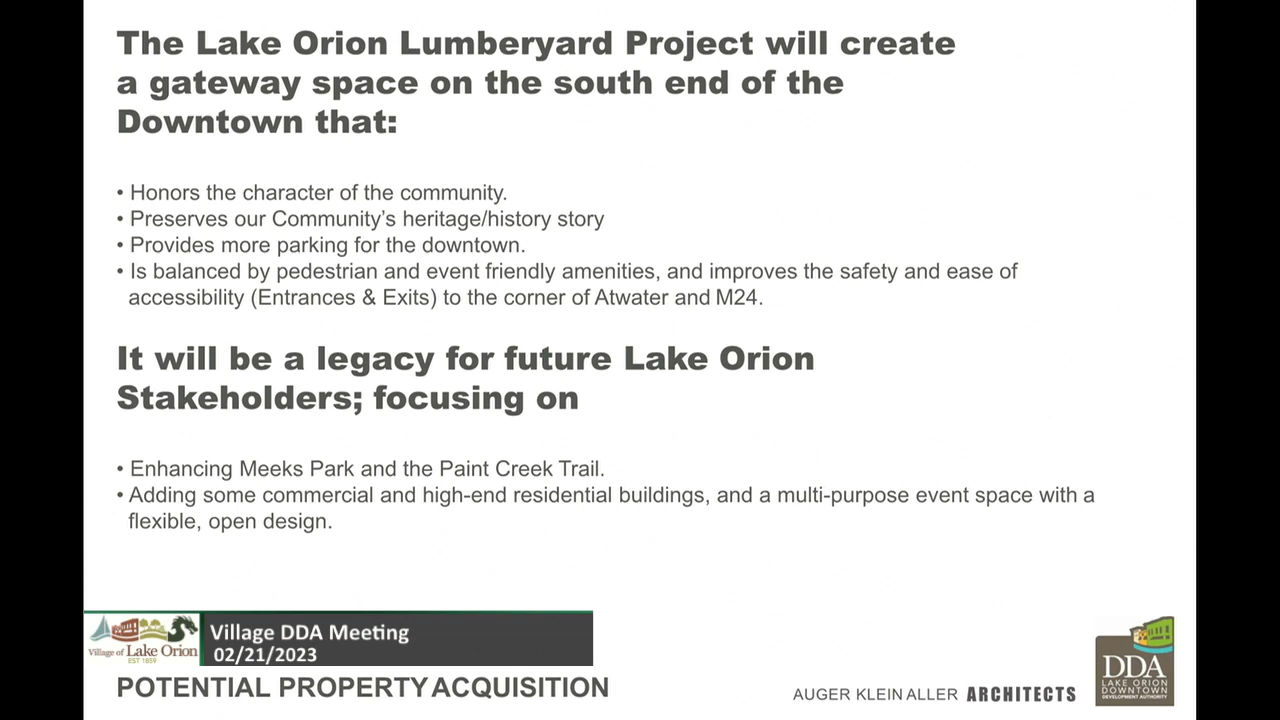 The Lake Orion Lumberyard Project will create
a gateway space on the south end of the
Downtown that:
• Honors the character of the community.
• Preserves our Community's heritage/history story
• Provides more parking for the downtown.
• Is balanced by pedestrian and event friendly amenities, and improves the safety and ease of
accessibility (Entrances & Exits) to the corner of Atwater and M24.
It will be a legacy for future Lake Orion
Stakeholders; focusing on
• Enhancing Meeks Park and the Paint Creek Trail.
• Adding some commercial and high-end residential buildings, and a multi-purpose event space with a
flexible, open design.
Village of Lake Orion
EST 1859
Village DDA Meeting
02/21/2023
POTENTIAL PROPERTY ACQUISITION
AUGER KLEIN ALLER ARCHITECTS
DDA
LAKE ORION
DOWNTOWN
DEVELOPMENT AUTHORITY